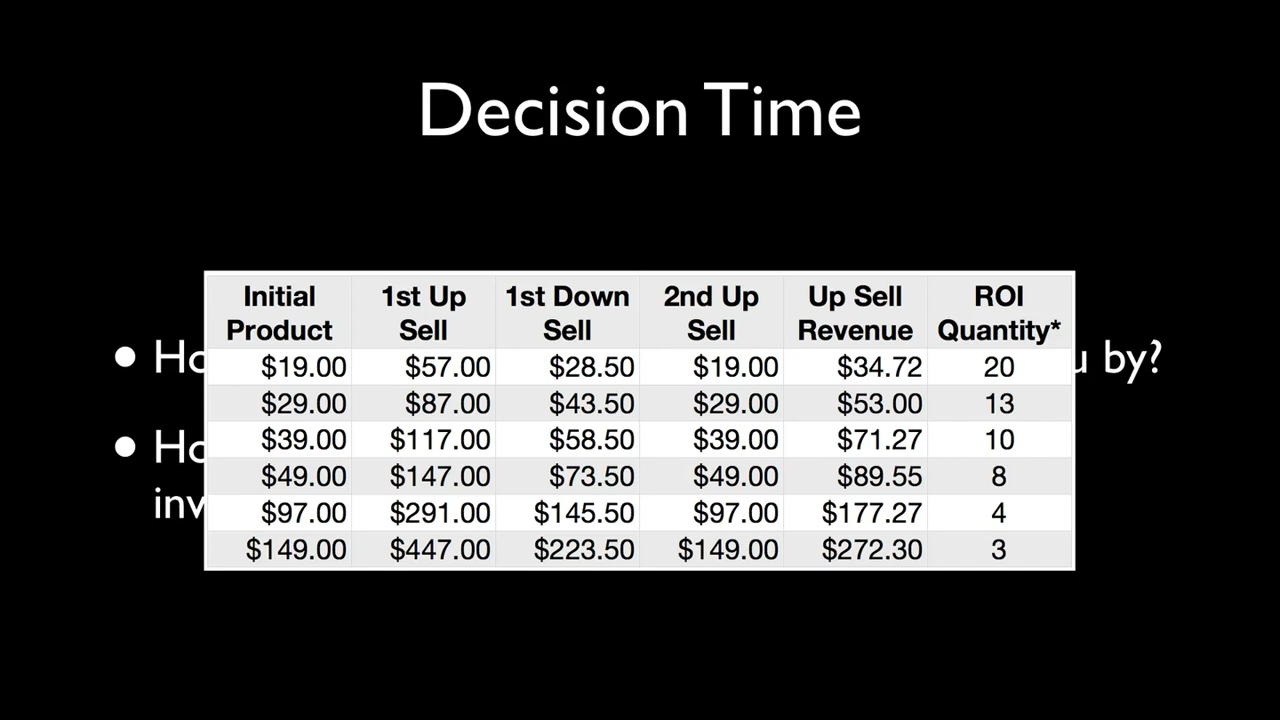 Decision Time
Initial Product 1st Up Sell 1st Down Sell 2nd Up Sell Up Sell Revenue ROI Quantity*
$19.00 $57.00 $28.50 $19.00 $34.72 20
$29.00 $87.00 $43.50 $29.00 $53.00 13
$39.00 $117.00 $58.50 $39.00 $71.27 10
$49.00 $147.00 $73.50 $49.00 $89.55 8
$97.00 $291.00 $145.50 $97.00 $177.27 4
$149.00 $447.00 $223.50 $149.00 $272.30 3
by?